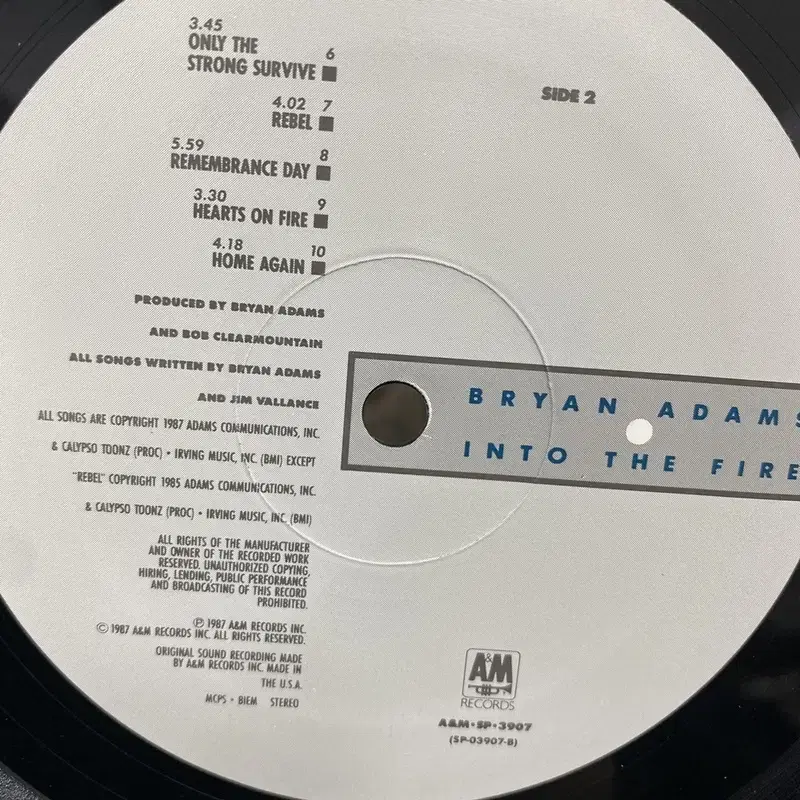 3.45
ONLY THE 6
STRONG SURVIVE
4.02 7
REBEL
5.59 8
REMEMBRANCE DAY
3.30 9
HEARTS ON FIRE
4.18 10
HOME AGAIN
PRODUCED BY BRYAN ADAMS
AND BOB CLEARMOUNTAIN
ALL SONGS WRITTEN BY BRYAN ADAMS
AND JIM VALLANCE
ALL SONGS ARE COPYRIGHT 1987 ADAMS COMMUNICATIONS, INC.
& CALYPSO TOONZ (PROC) • IRVING MUSIC, INC. (BMI) EXCEPT
"REBEL" COPYRIGHT 1985 ADAMS COMMUNICATIONS, INC.
& CALYPSO TOONZ (PROC) • IRVING MUSIC, INC. (BMI)
ALL RIGHTS OF THE MANUFACTURER
AND OWNER OF THE RECORDED WORK
RESERVED. UNAUTHORIZED COPYING,
HIRING, LENDING, PUBLIC PERFORMANCE
AND BROADCASTING OF THIS RECORD
PROHIBITED.
℗ 1987 A&M RECORDS INC.
© 1987 A&M RECORDS INC. ALL RIGHTS RESERVED.
ORIGINAL SOUND RECORDING MADE
BY A&M RECORDS INC. MADE IN
THE U.S.A.
MCPS • BIEM STEREO
SIDE 2
BRYAN ADAMS
INTO THE FIRE
A&M
RECORDS
A&M•SP•3907
(SP-03907-B)